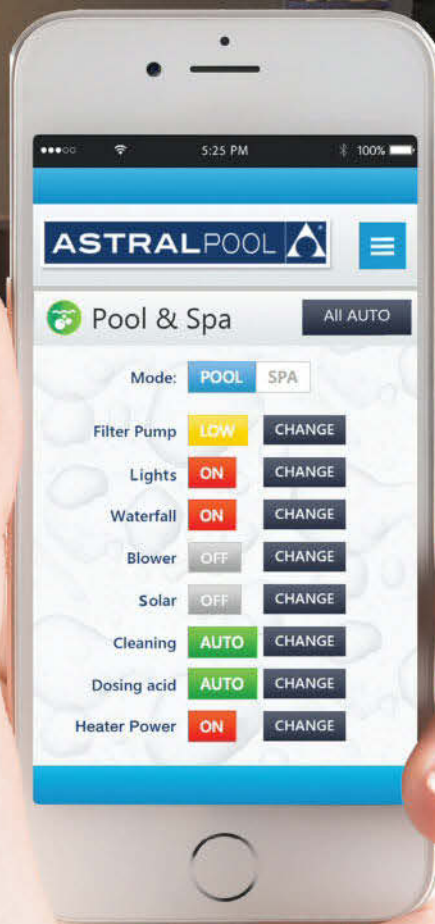 5:25 PM 100%
ASTRALPOOL
Pool & Spa All AUTO
Mode: POOL SPA
Filter Pump LOW CHANGE
Lights ON CHANGE
Waterfall ON CHANGE
Blower OFF CHANGE
Solar OFF CHANGE
Cleaning AUTO CHANGE
Dosing acid AUTO CHANGE
Heater Power ON CHANGE